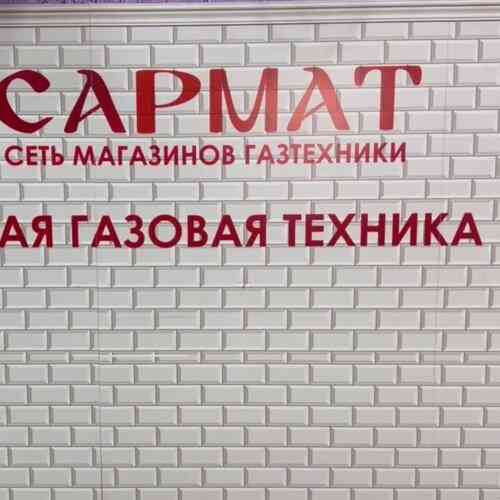 САРМАТ
СЕТЬ МАГАЗИНОВ ГАЗТЕХНИКИ
АЯ ГАЗОВАЯ ТЕХНИКА